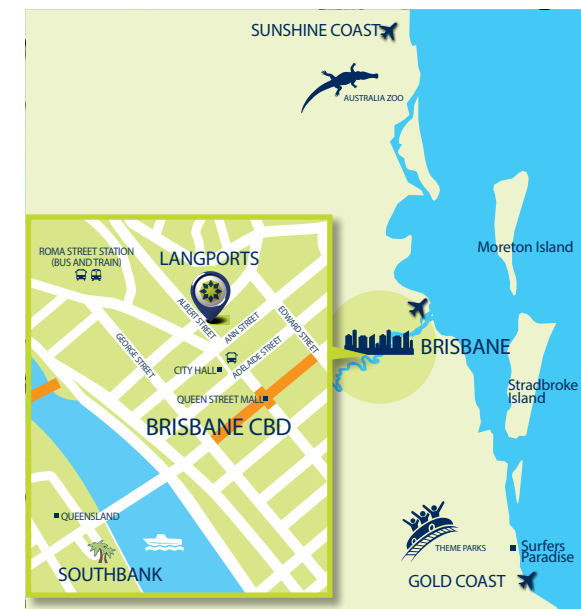 SUNSHINE COAST
AUSTRALIA ZOO
Moreton Island
ROMA STREET STATION
(BUS AND TRAIN)
LANGPORTS
ALBERT STREET
ANN STREET
EDWARD STREET
GEORGE STREET
ADELAIDE STREET
CITY HALL
QUEEN STREET MALL
BRISBANE CBD
BRISBANE
Stradbroke
Island
QUEENSLAND
SOUTHBANK
THEME PARKS
Surfers
Paradise
GOLD COAST